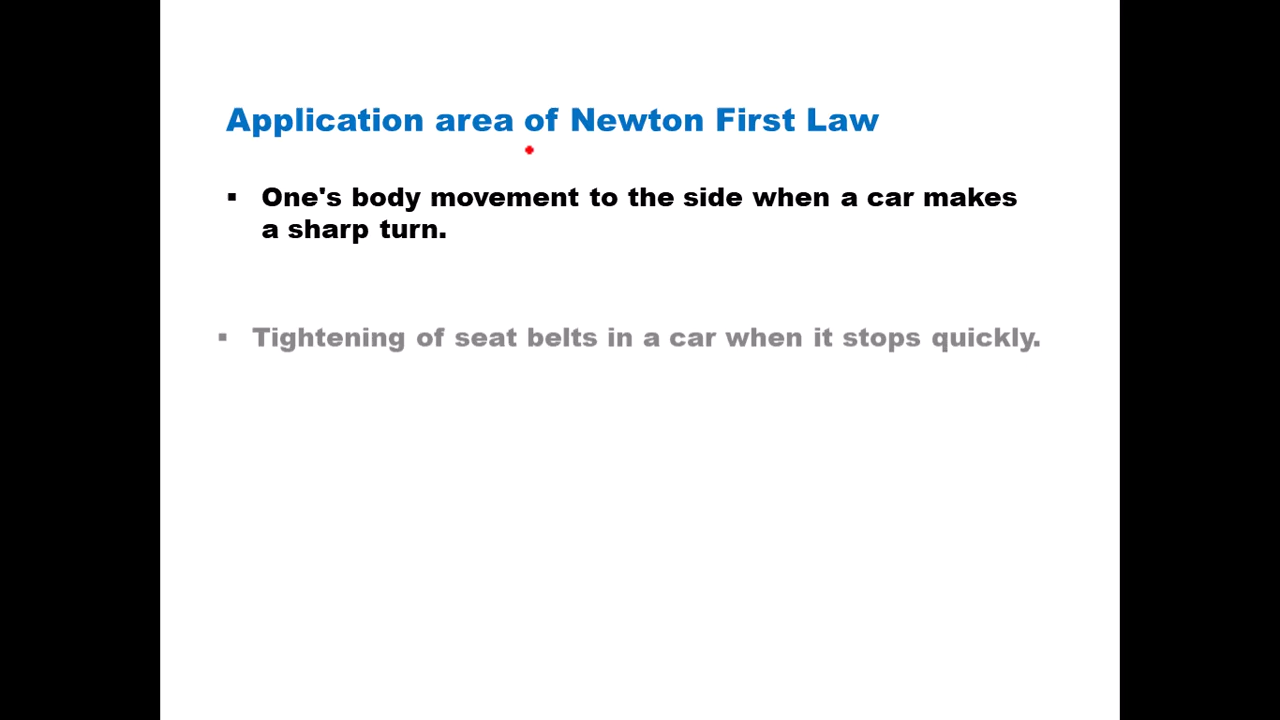 Application area of Newton First Law
▪ One's body movement to the side when a car makes
a sharp turn.
▪ Tightening of seat belts in a car when it stops quickly.